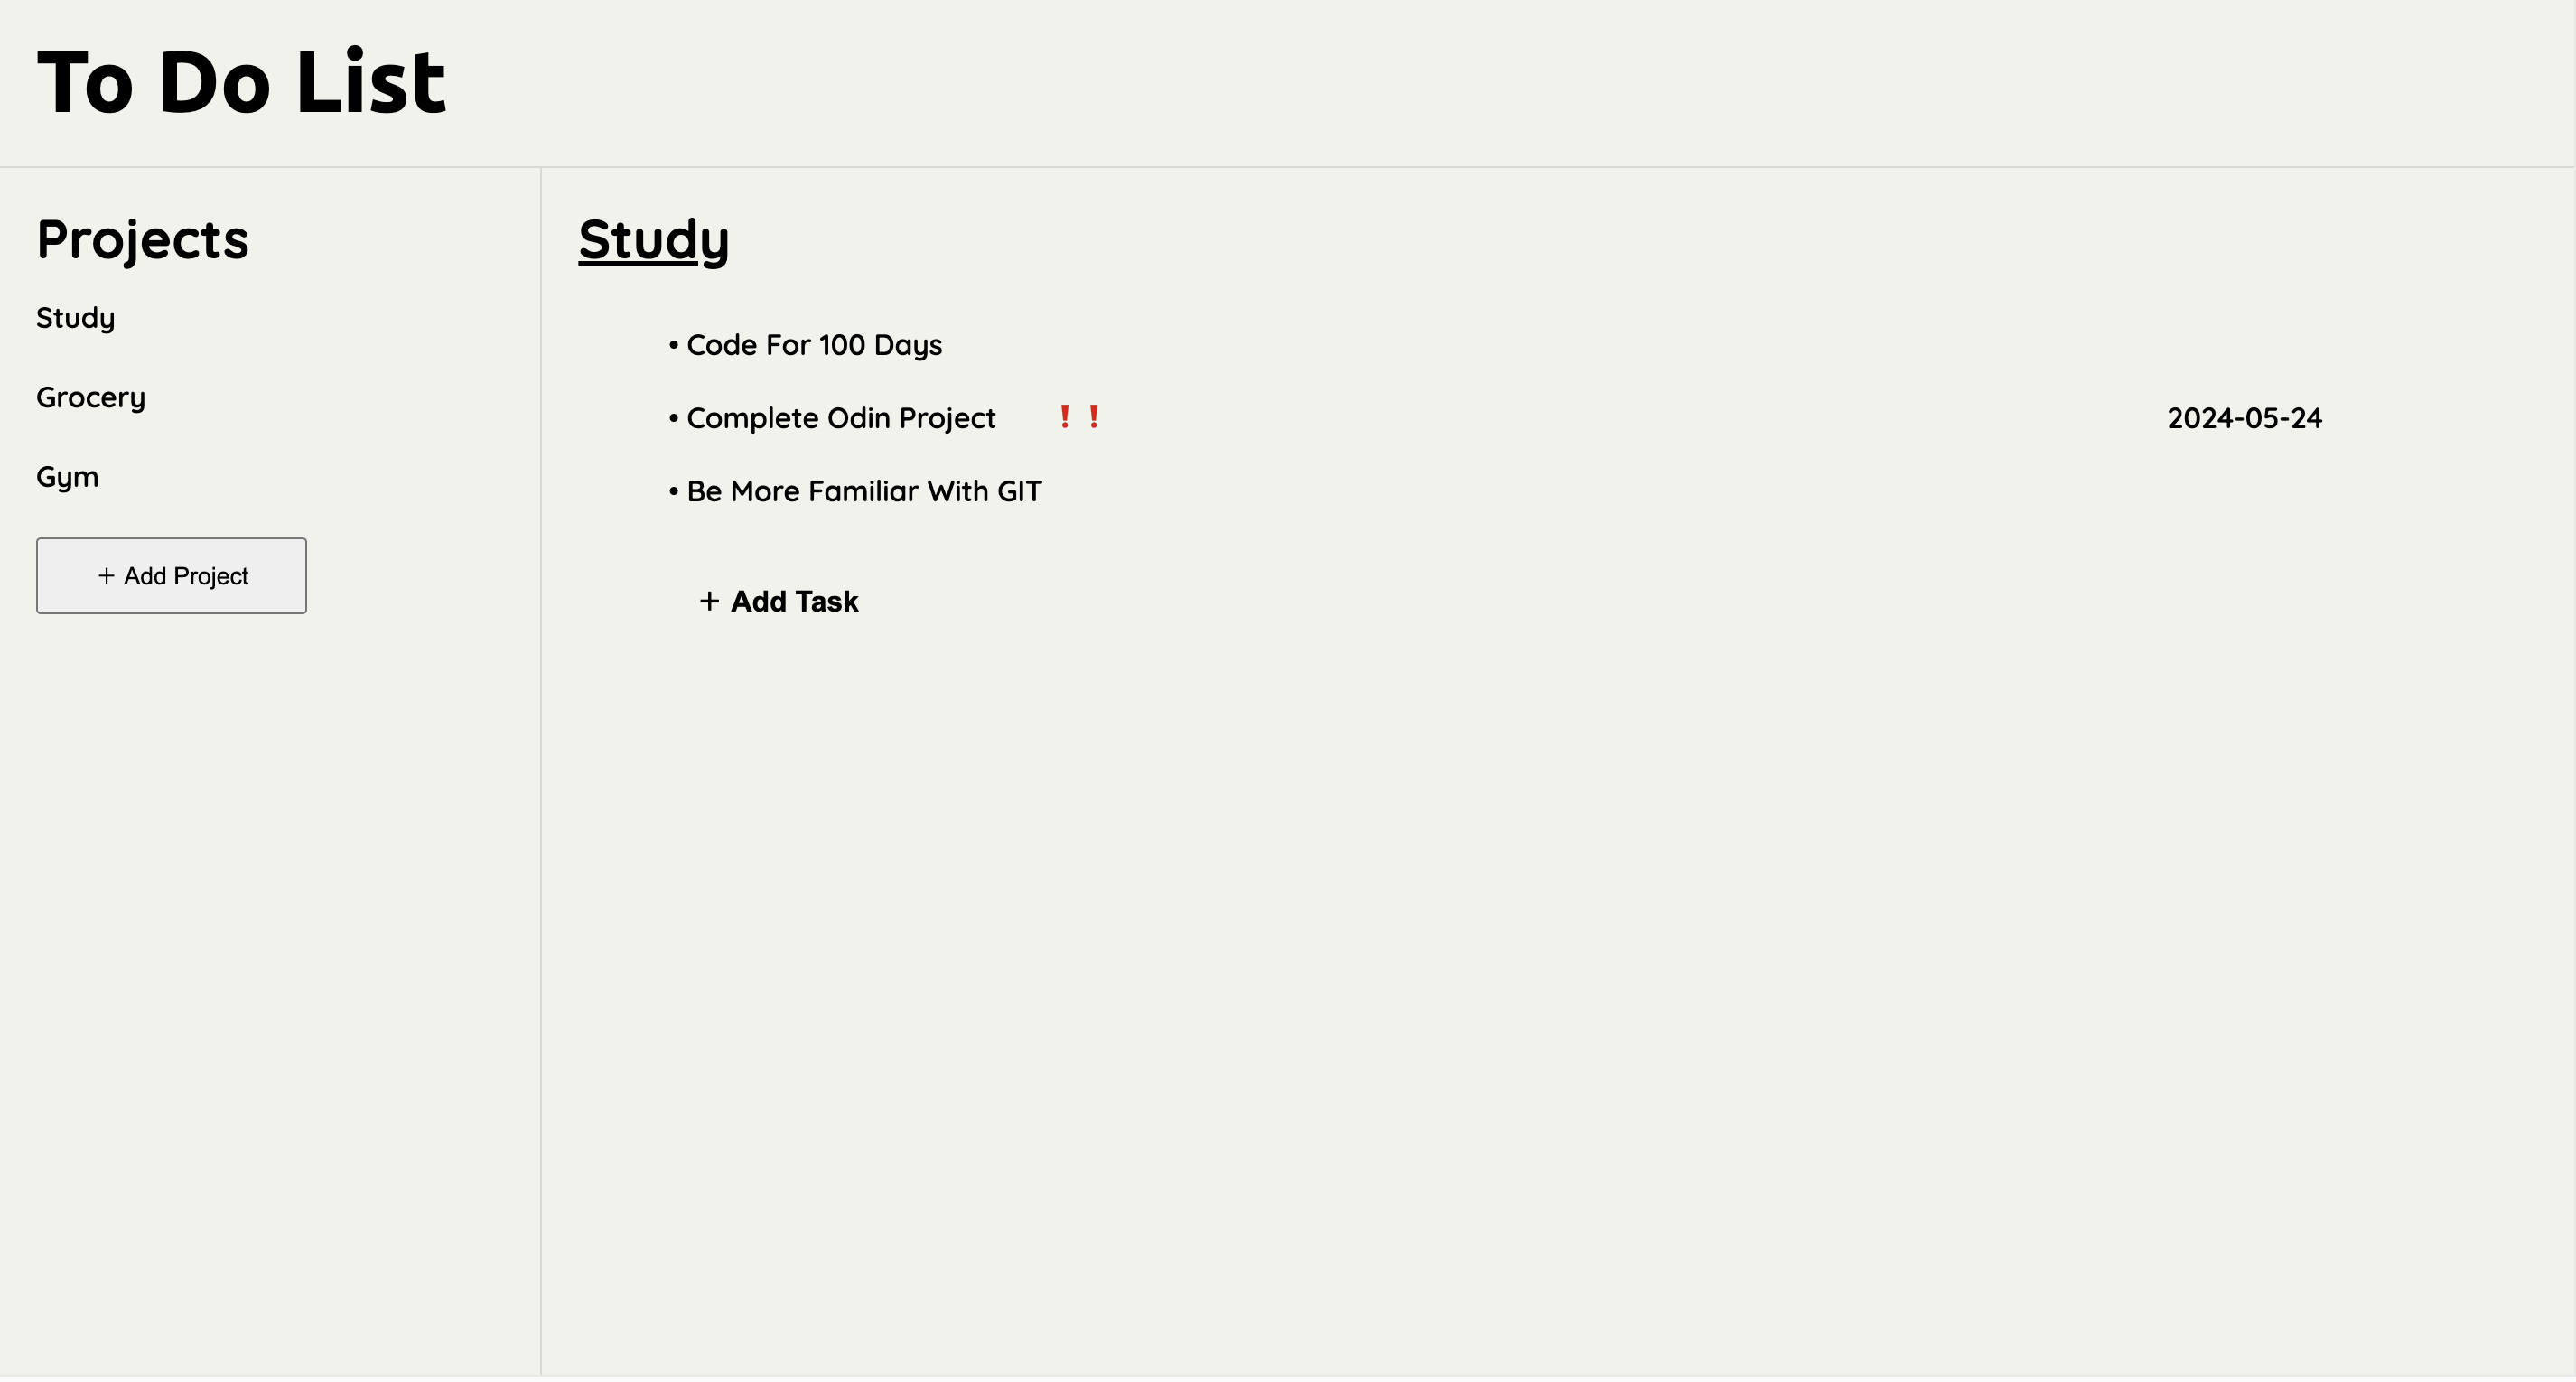 To Do List
Projects
Study
Grocery
Gym
+ Add Project
Study
• Code For 100 Days
• Complete Odin Project ❗❗ 2024-05-24
• Be More Familiar With GIT
+ Add Task